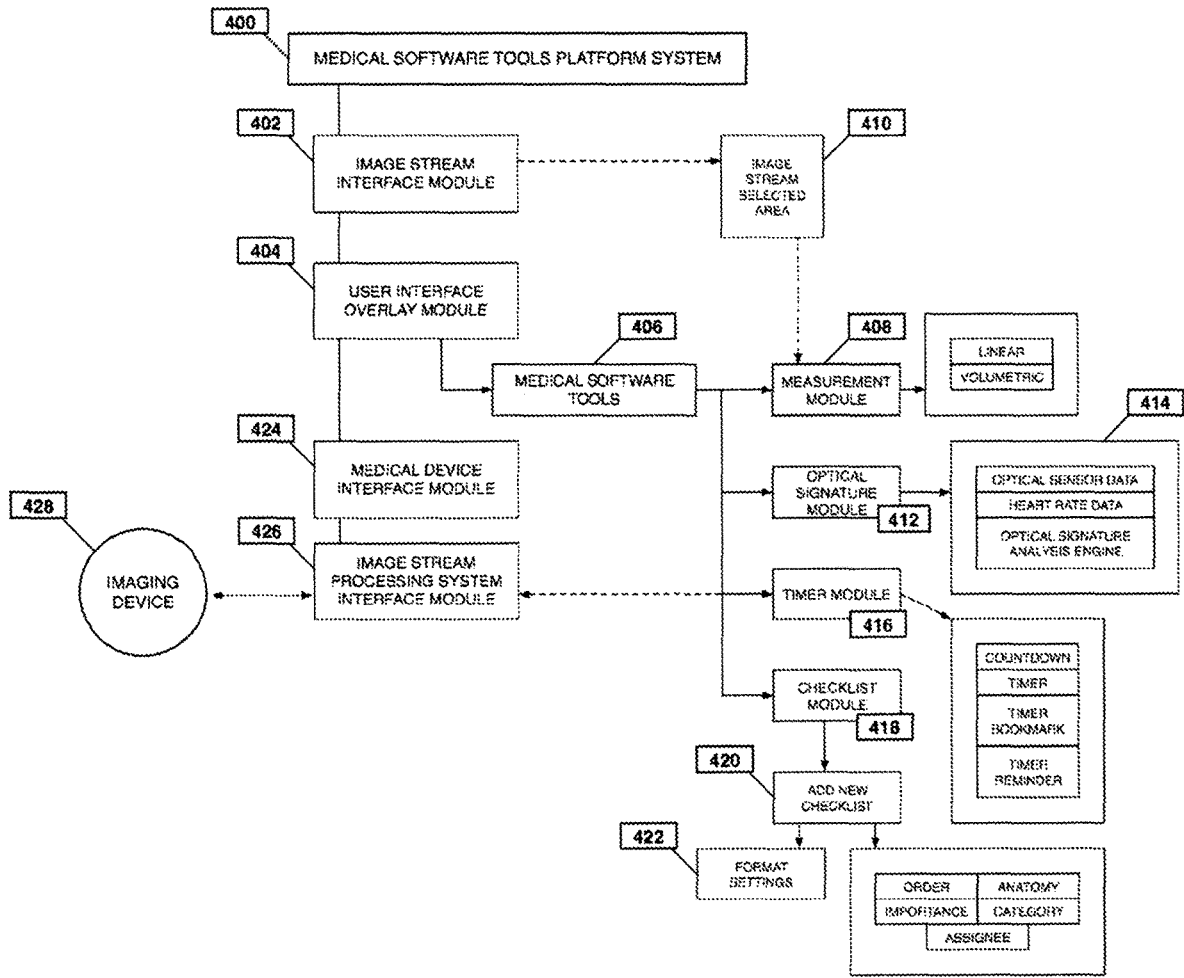 400
MEDICAL SOFTWARE TOOLS PLATFORM SYSTEM
402
410
IMAGE STREAM
INTERFACE MODULE
IMAGE
STREAM
SELECTED
AREA
404
USER INTERFACE
OVERLAY MODULE
406
408
MEDICAL SOFTWARE
TOOLS
MEASUREMENT
MODULE
LINEAR
VOLUMETRIC
414
424
MEDICAL DEVICE
INTERFACE MODULE
OPTICAL
SIGNATURE
MODULE
412
OPTICAL SENSOR DATA
HEART RATE DATA
OPTICAL SIGNATURE
ANALYSIS ENGINE
428
426
IMAGING
DEVICE
IMAGE STREAM
PROCESSING SYSTEM
INTERFACE MODULE
TIMER MODULE
416
COUNTDOWN
TIMER
TIMER
BOOKMARK
TIMER
REMINDER
CHECKLIST
MODULE
418
420
ADD NEW
CHECKLIST
422
FORMAT
SETTINGS
ORDER
ANATOMY
IMPORTANCE
CATEGORY
ASSIGNEE